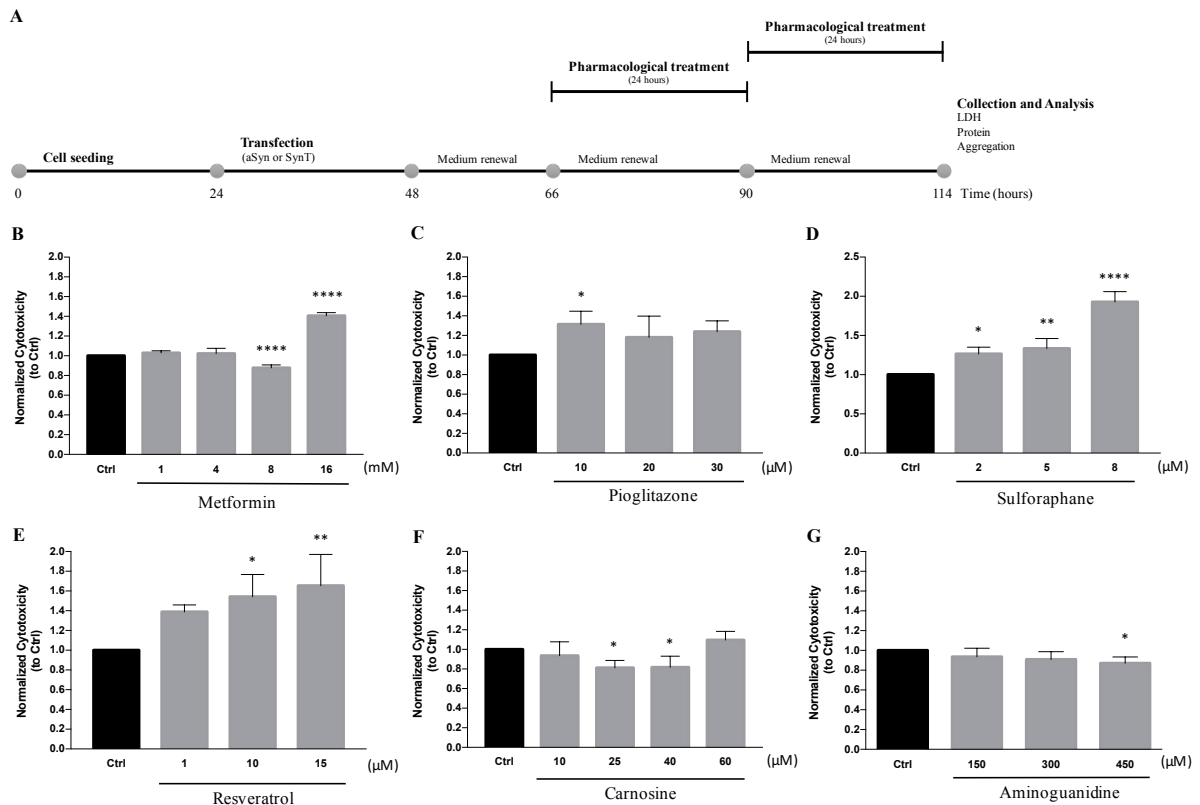 A
Pharmacological treatment
(24 hours)
Pharmacological treatment
(24 hours)
Collection and Analysis
LDH
Protein
Aggregation
Cell seeding
Transfection
(aSyn or SynT)
Medium renewal
Medium renewal
Medium renewal
0
24
48
66
90
114
Time (hours)
B
Normalized Cytotoxicity
(to Ctrl)
2.0
1.8
1.6
1.4
1.2
1.0
0.8
0.6
0.4
0.2
0.0
****
****
Ctrl
1
4
8
16
(mM)
Metformin
C
Normalized Cytotoxicity
(to Ctrl)
2.0
1.8
1.6
1.4
1.2
1.0
0.8
0.6
0.4
0.2
0.0
*
Ctrl
10
20
30
(μM)
Pioglitazone
D
Normalized Cytotoxicity
(to Ctrl)
2.5
2.0
1.5
1.0
0.5
0.0
*
**
****
Ctrl
2
5
8
(μM)
Sulforaphane
E
Normalized Cytotoxicity
(to Ctrl)
2.0
1.8
1.6
1.4
1.2
1.0
0.8
0.6
0.4
0.2
0.0
*
**
Ctrl
1
10
15
(μM)
Resveratrol
F
Normalized Cytotoxicity
(to Ctrl)
2.0
1.8
1.6
1.4
1.2
1.0
0.8
0.6
0.4
0.2
0.0
*
*
Ctrl
10
25
40
60
(μM)
Carnosine
G
Normalized Cytotoxicity
(to Ctrl)
2.0
1.8
1.6
1.4
1.2
1.0
0.8
0.6
0.4
0.2
0.0
*
Ctrl
150
300
450
(μM)
Aminoguanidine